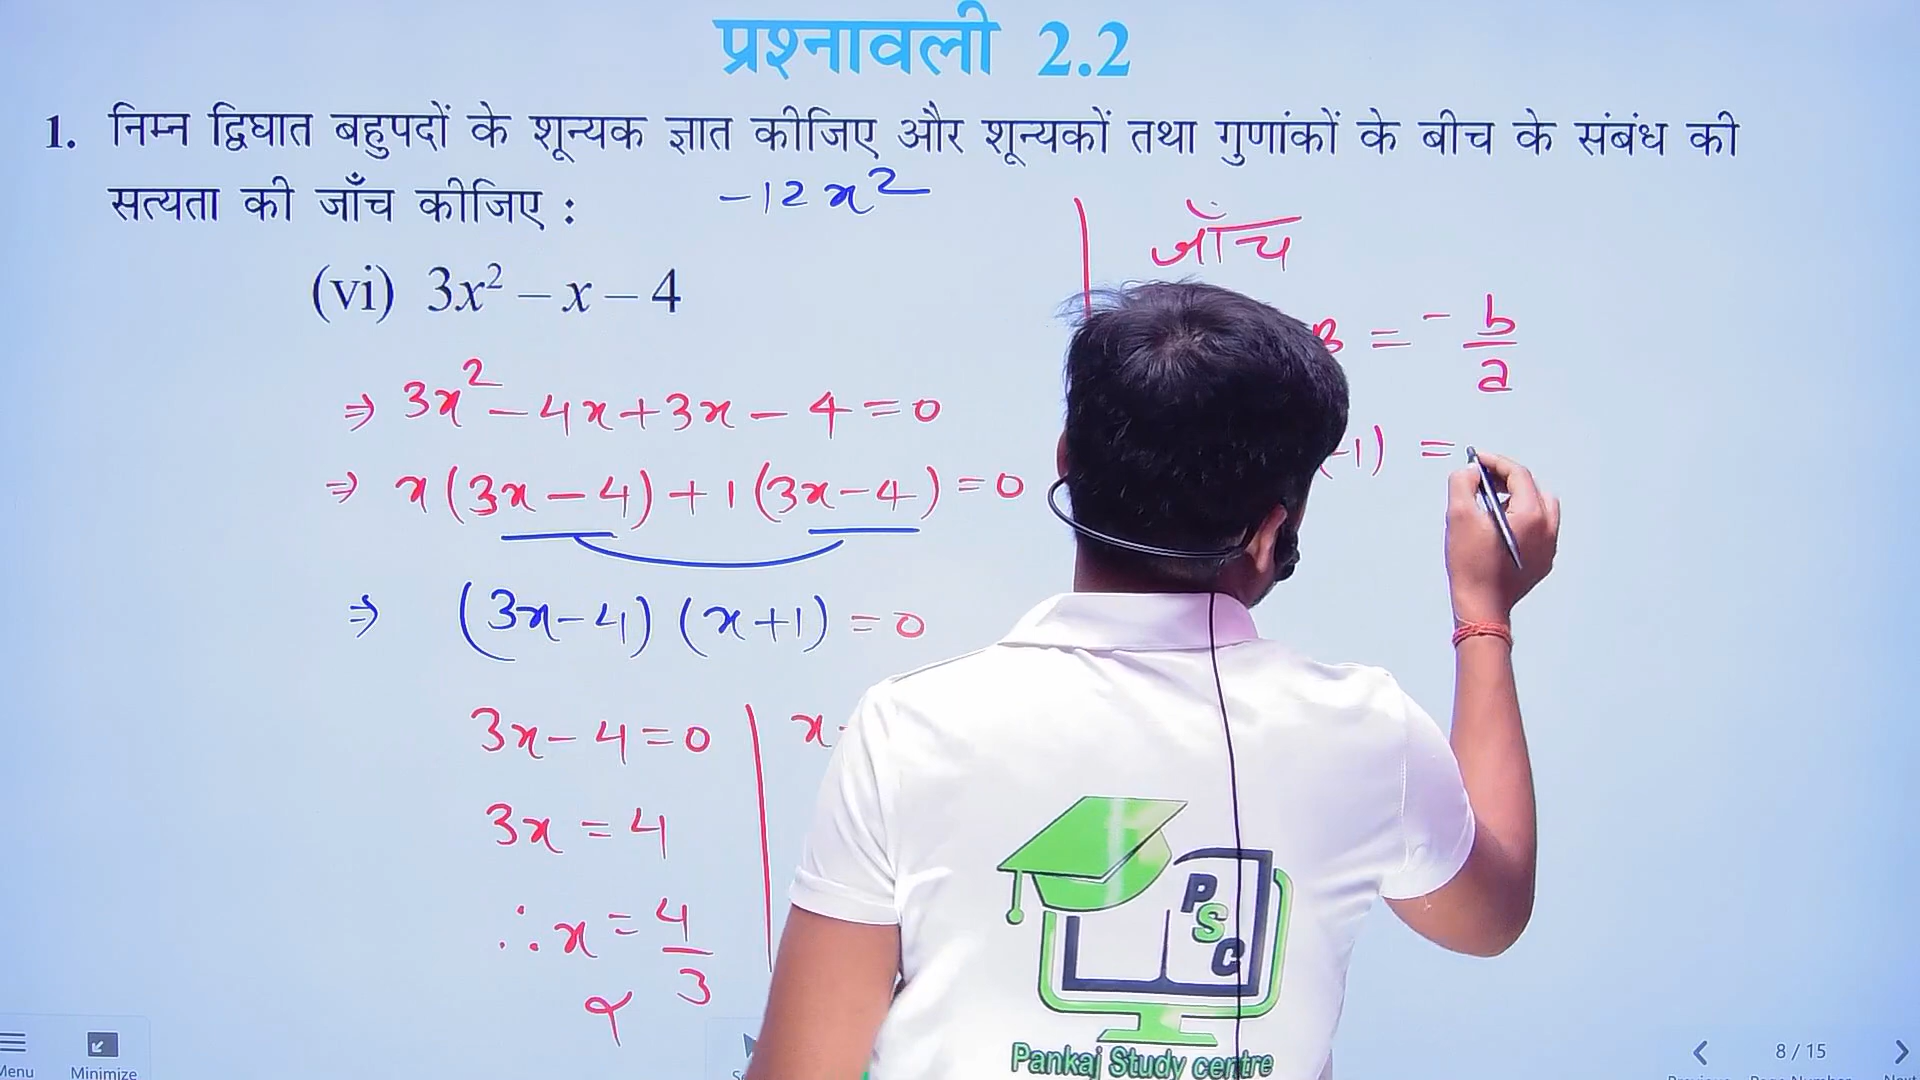 प्रश्नावली 2.2
1. निम्न द्विघात बहुपदों के शून्यक ज्ञात कीजिए और शून्यकों तथा गुणांकों के बीच के संबंध की
सत्यता की जाँच कीजिए :
-12x²
(vi) 3x² – x – 4
⇒ 3x² - 4x + 3x - 4 = 0
⇒ x(3x - 4) + 1(3x - 4) = 0
⇒ (3x - 4) (x + 1) = 0
3x - 4 = 0
x -
3x = 4
∴ x = 4/3
α
जाँच
β = - b/a
(-1) =
P
S
C
Pankaj Study centre
Menu
Minimize
8 / 15